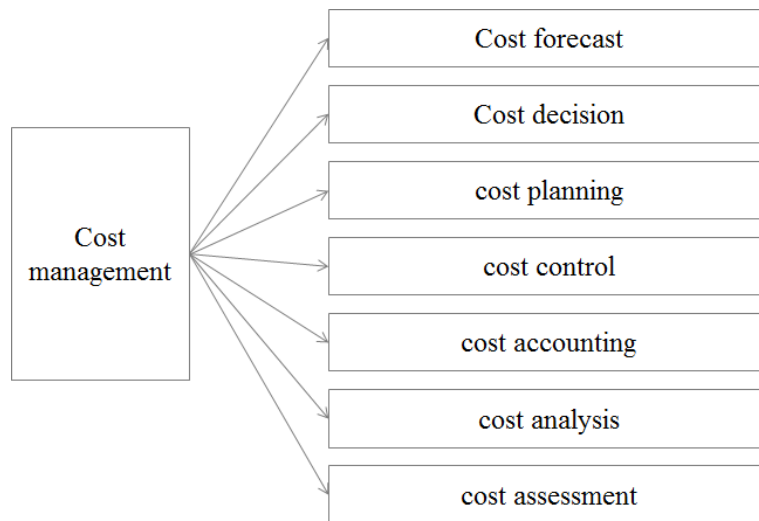 Cost forecast
Cost decision
cost planning
Cost
management
cost control
cost accounting
cost analysis
cost assessment